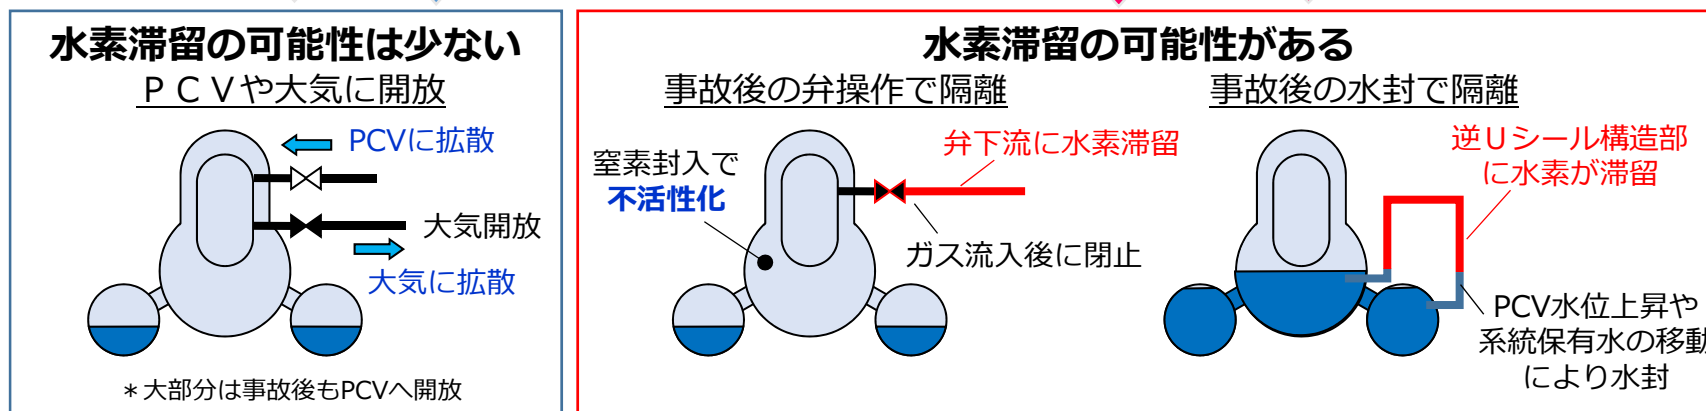 水素滞留の可能性は少ない
ＰＣＶや大気に開放
PCVに拡散
大気開放
大気に拡散
＊大部分は事故後もPCVへ開放
水素滞留の可能性がある
事故後の弁操作で隔離
窒素封入で
不活性化
弁下流に水素滞留
ガス流入後に閉止
事故後の水封で隔離
逆Ｕシール構造部
に水素が滞留
PCV水位上昇や
系統保有水の移動
により水封